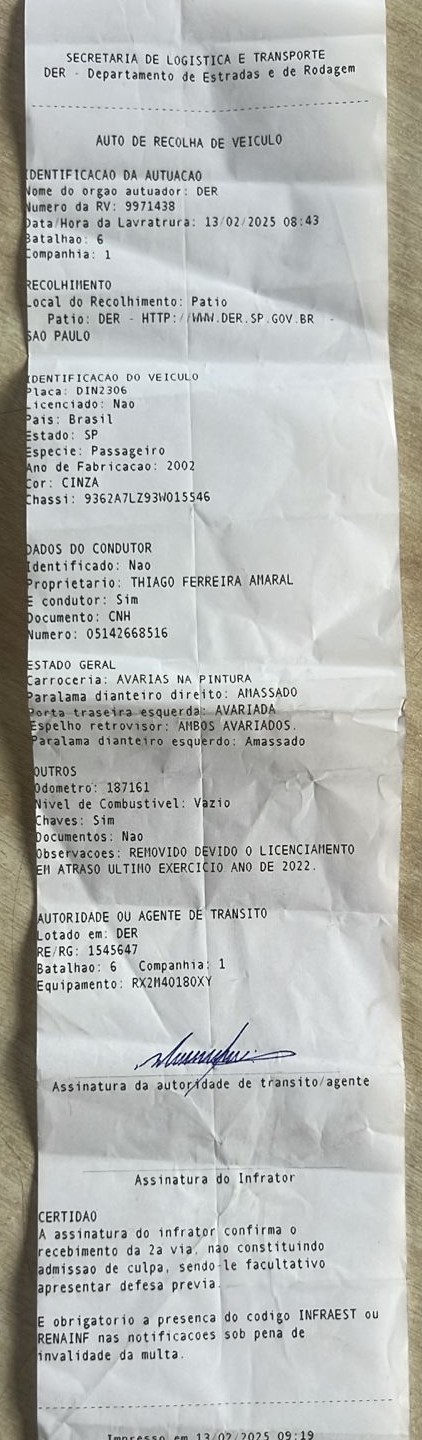 SECRETARIA DE LOGISTICA E TRANSPORTE
DER - Departamento de Estradas e de Rodagem
AUTO DE RECOLHA DE VEICULO
IDENTIFICACAO DA AUTUACAO
Nome do orgao autuador: DER
Numero da RV: 9971438
Data/Hora da Lavratrura: 13/02/2025 08:43
Batalhao: 6
Companhia: 1
RECOLHIMENTO
Local do Recolhimento: Patio
Patio: DER - HTTP://WWW.DER.SP.GOV.BR -
SAO PAULO
IDENTIFICACAO DO VEICULO
Placa: DIN2306
Licenciado: Nao
Pais: Brasil
Estado: SP
Especie: Passageiro
Ano de Fabricacao: 2002
Cor: CINZA
Chassi: 9362A7LZ93W015546
DADOS DO CONDUTOR
Identificado: Nao
Proprietario: THIAGO FERREIRA AMARAL
E condutor: Sim
Documento: CNH
Numero: 05142668516
ESTADO GERAL
Carroceria: AVARIAS NA PINTURA
Paralama dianteiro direito: AMASSADO
Porta traseira esquerda: AVARIADA
Espelho retrovisor: AMBOS AVARIADOS.
Paralama dianteiro esquerdo: Amassado
OUTROS
Odometro: 187161
Nivel de Combustivel: Vazio
Chaves: Sim
Documentos: Nao
Observacoes: REMOVIDO DEVIDO O LICENCIAMENTO
EM ATRASO ULTIMO EXERCICIO ANO DE 2022.
AUTORIDADE OU AGENTE DE TRANSITO
Lotado em: DER
RE/RG: 1545647
Batalhao: 6 Companhia: 1
Equipamento: RX2M40180XY
Assinatura da autoridade de transito/agente
Assinatura do Infrator
CERTIDAO
A assinatura do infrator confirma o
recebimento da 2a via, nao constituindo
admissao de culpa, sendo-le facultativo
apresentar defesa previa.
E obrigatorio a presenca do codigo INFRAEST ou
RENAINF nas notificacoes sob pena de
invalidade da multa.
Impresso em 13/02/2025 09:19